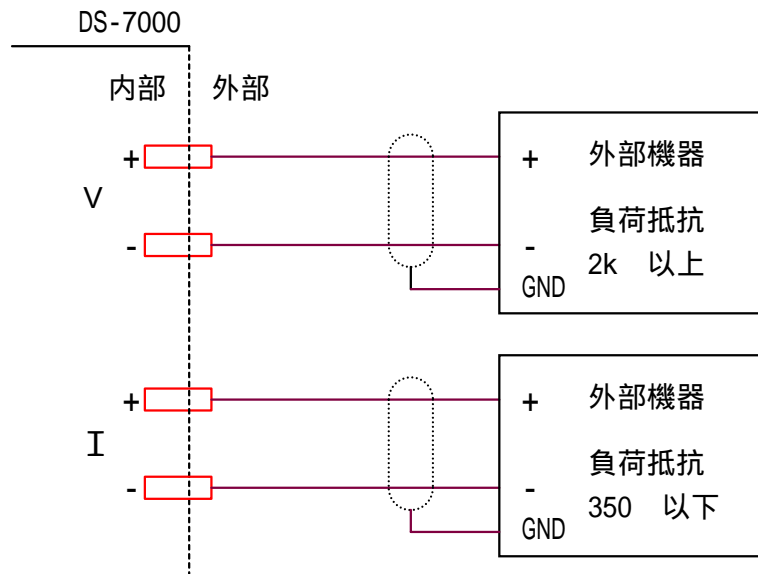 DS-7000
内部 外部
+ + 外部機器
V
負荷抵抗
- -
2k 以上
GND
+ + 外部機器
I
負荷抵抗
- -
350 以下
GND